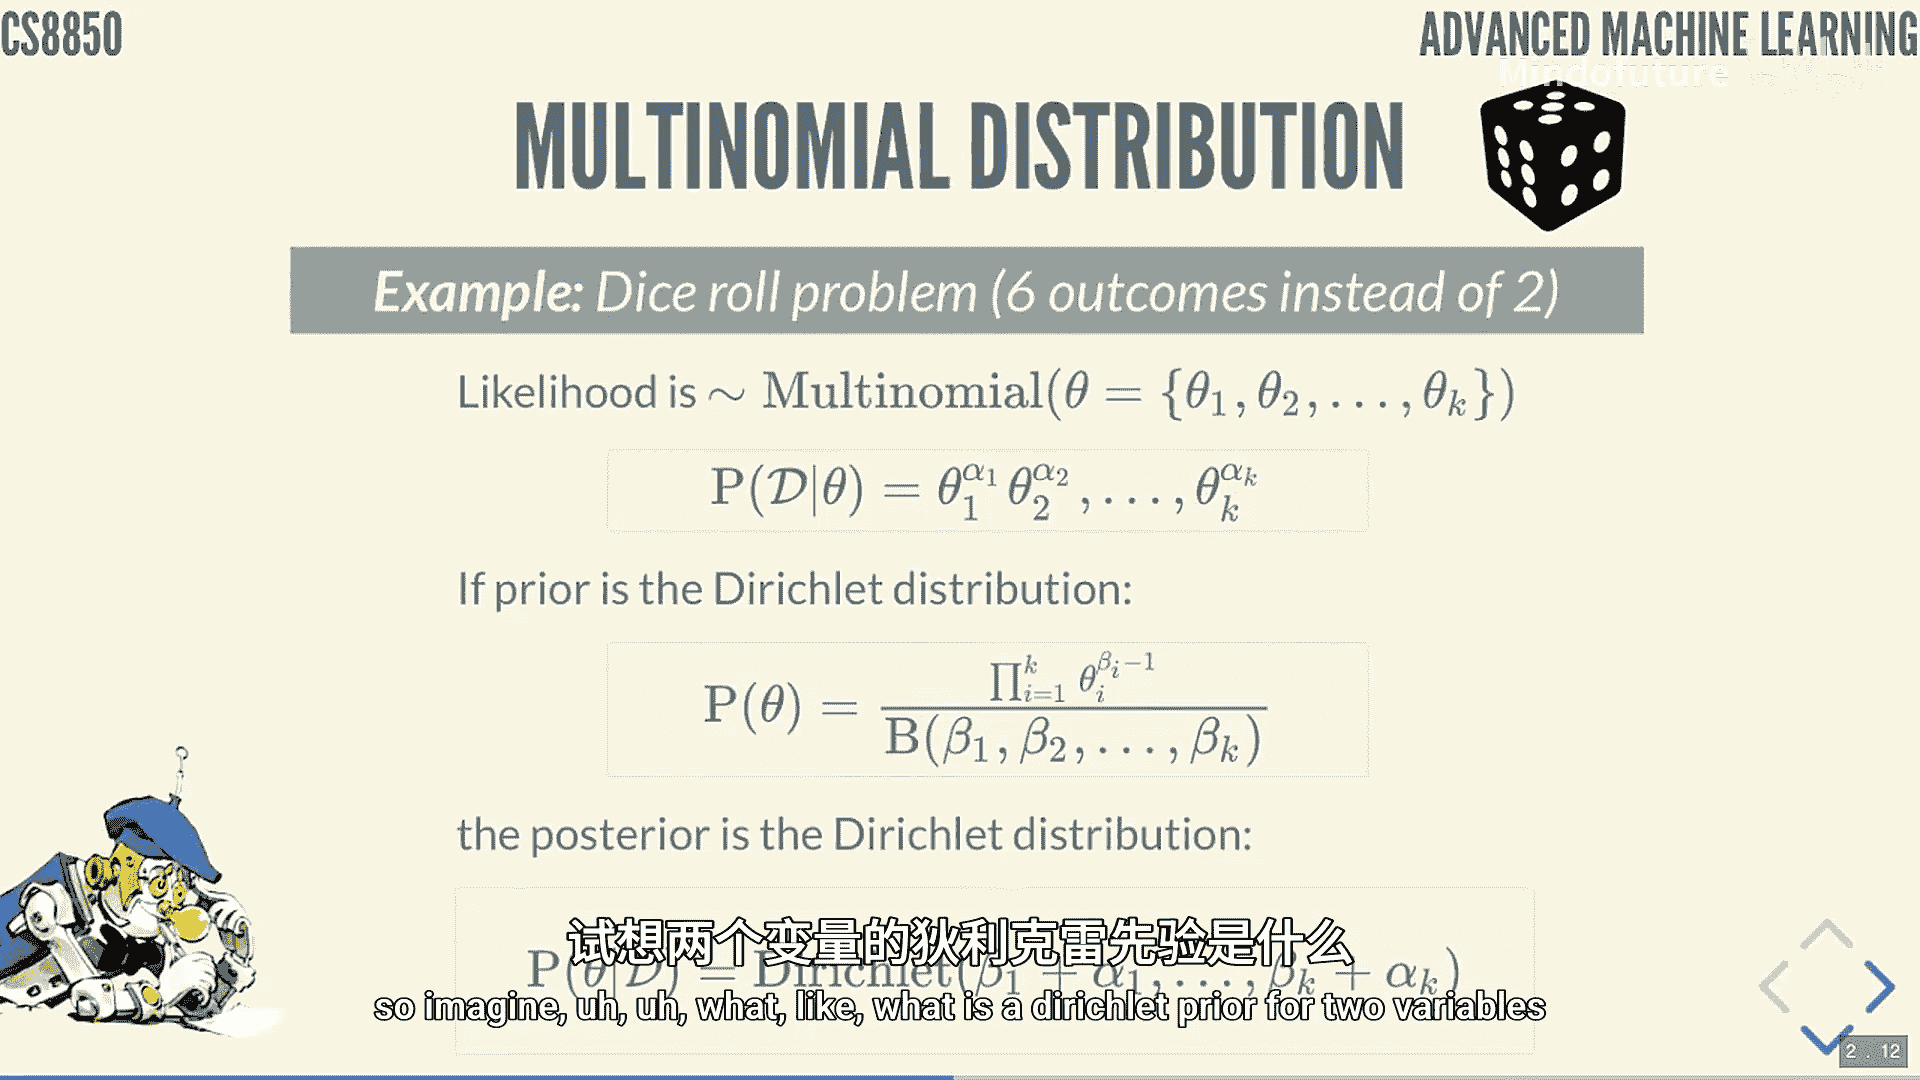 CS8850
ADVANCED MACHINE LEARNING
Mindofuture
MULTINOMIAL DISTRIBUTION
Example: Dice roll problem (6 outcomes instead of 2)
Likelihood is ∼ Multinomial(θ = {θ₁, θ₂, . . . , θₖ})
P(𝒟|θ) = θ₁^α₁ θ₂^α₂ , . . . , θₖ^αₖ
If prior is the Dirichlet distribution:
P(θ) = ∏ᵢ₌₁ᵏ θᵢ^(βᵢ−1) / B(β₁, β₂, . . . , βₖ)
the posterior is the Dirichlet distribution:
P(θ|𝒟) = Dirichlet(β₁ + α₁, . . . , βₖ + αₖ)
试想两个变量的狄利克雷先验是什么
so imagine, uh, uh, what, like, what is a dirichlet prior for two variables
2 . 12